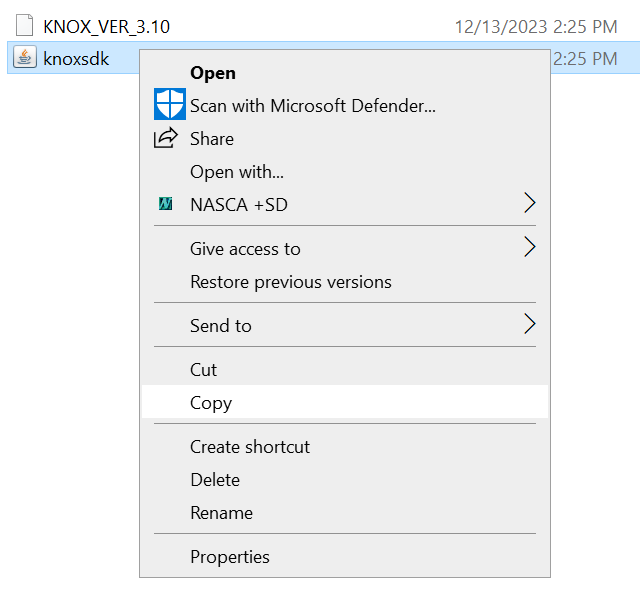 KNOX_VER_3.10 12/13/2023 2:25 PM
knoxsdk 2:25 PM
Open
Scan with Microsoft Defender...
Share
Open with...
NASCA +SD
Give access to
Restore previous versions
Send to
Cut
Copy
Create shortcut
Delete
Rename
Properties